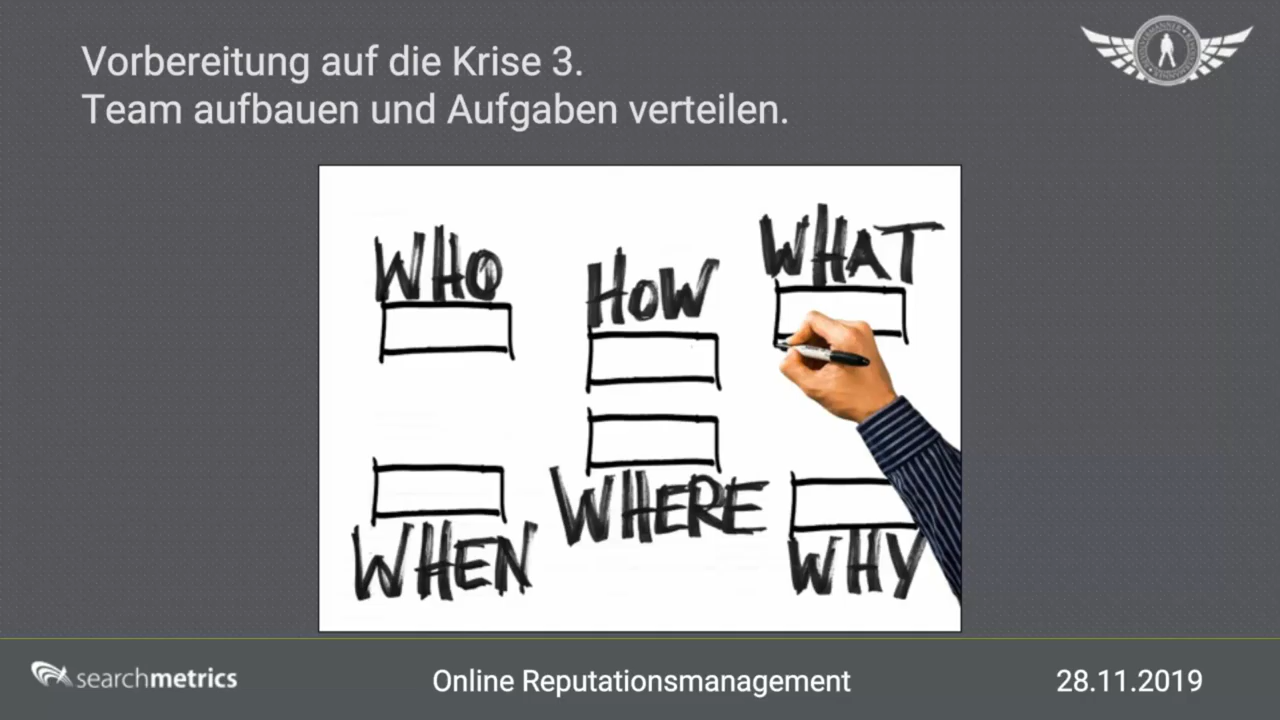 Vorbereitung auf die Krise 3.
Team aufbauen und Aufgaben verteilen.
WHO
HOW
WHAT
WHEN
WHERE
WHY
searchmetrics
Online Reputationsmanagement
28.11.2019